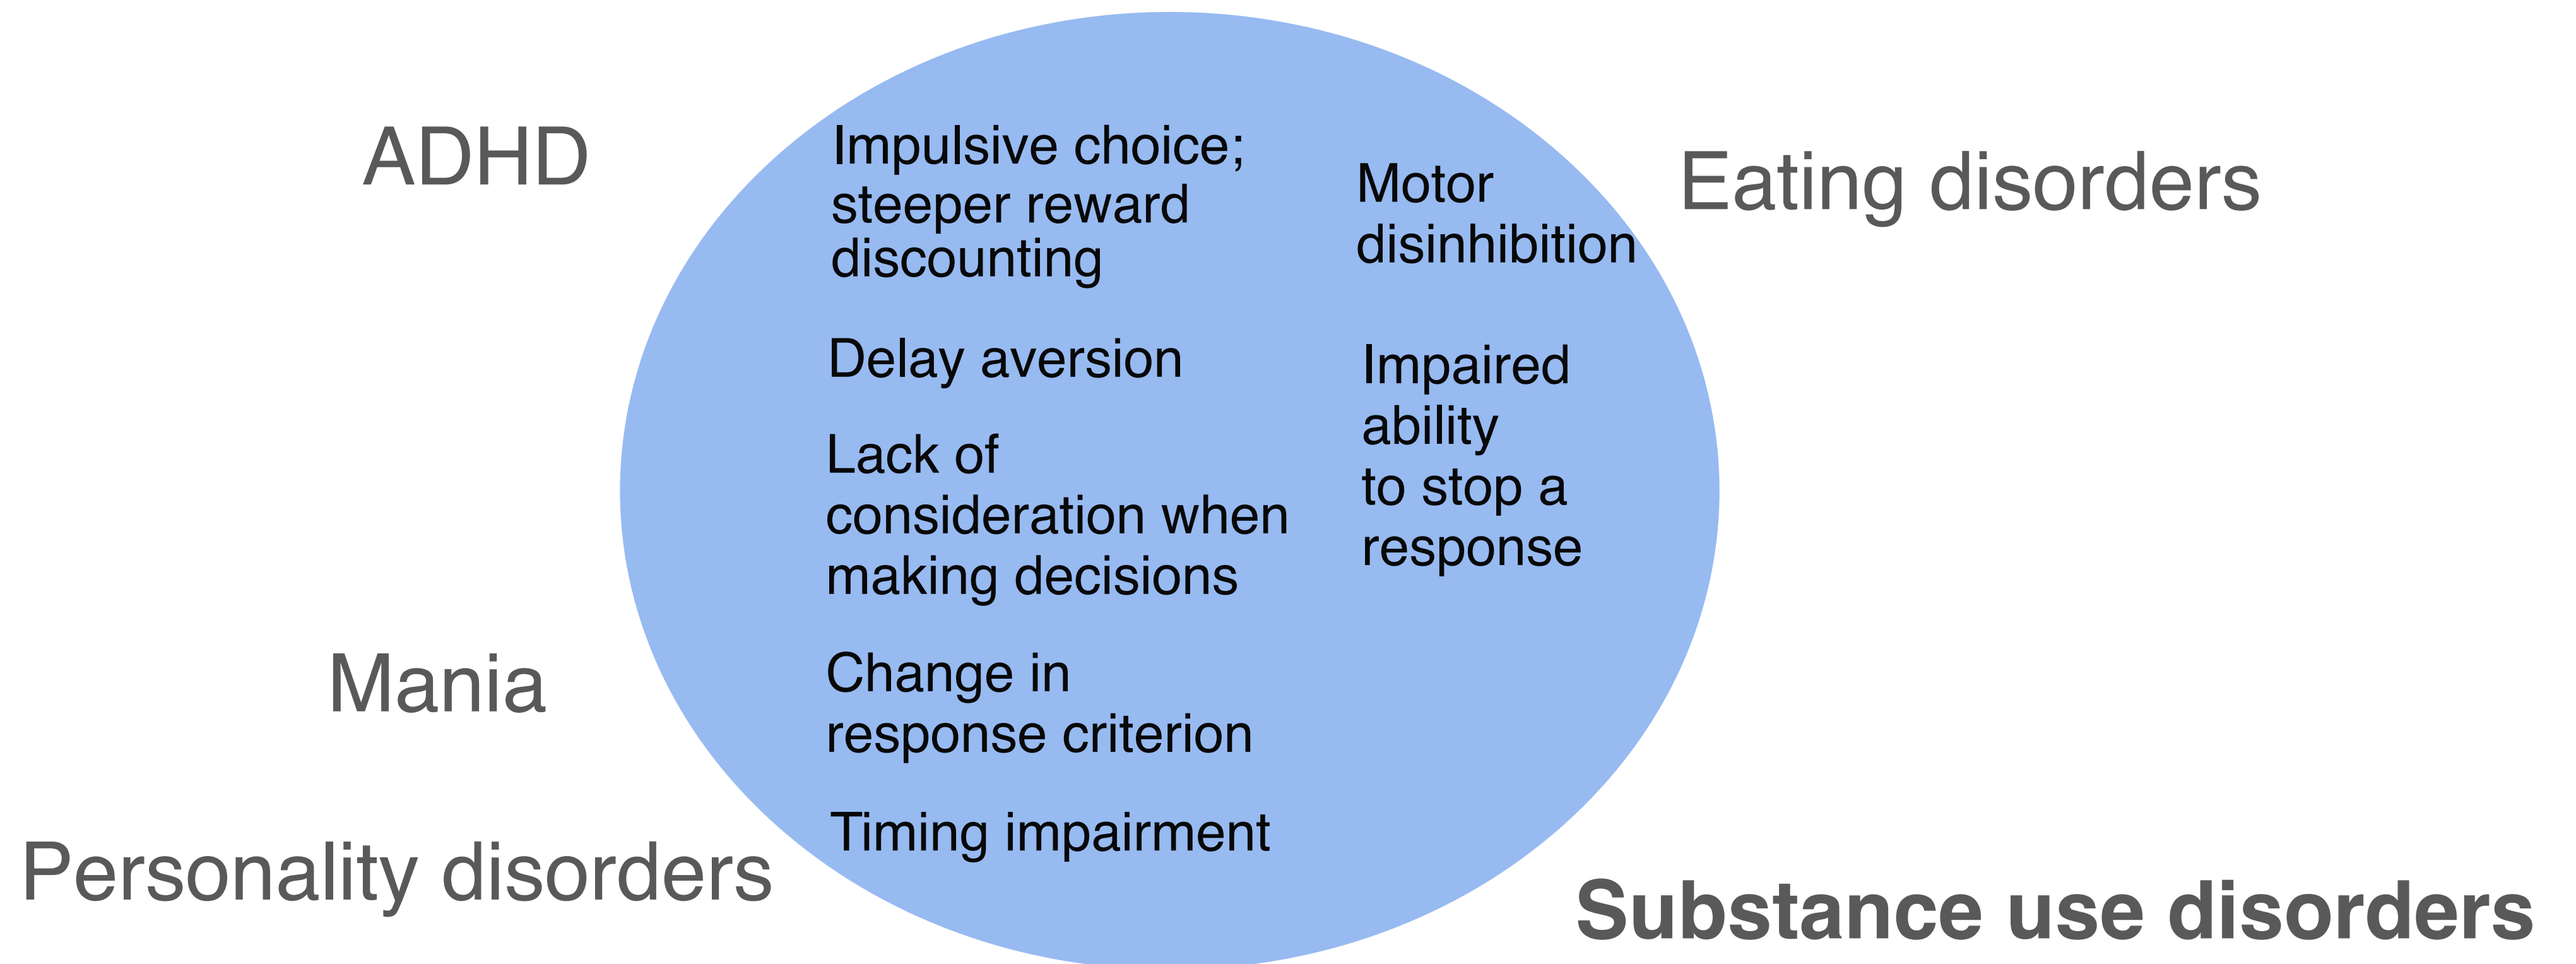 ADHD
Impulsive choice;
steeper reward
discounting
Delay aversion
Lack of
consideration when
making decisions
Change in
response criterion
Timing impairment
Motor
disinhibition
Impaired
ability
to stop a
response
Eating disorders
Mania
Personality disorders
Substance use disorders